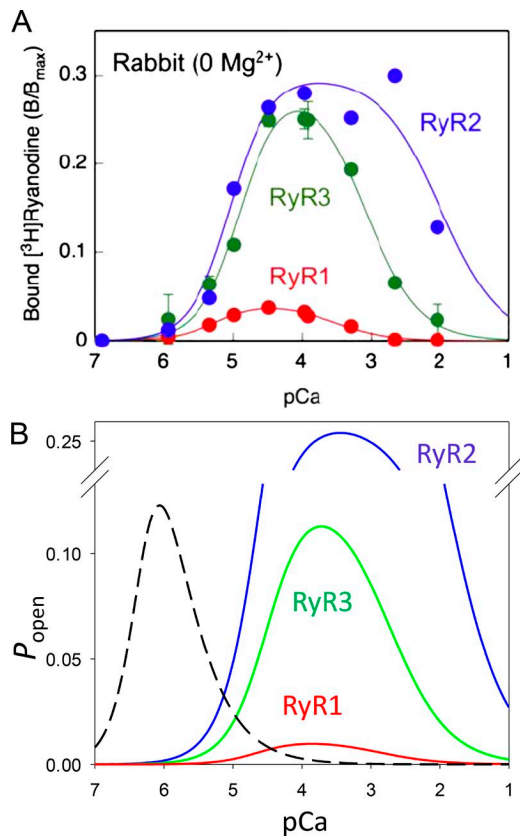 A
Rabbit (0 Mg²⁺)
Bound [³H]Ryanodine (B/Bmax)
0.3
0.2
0.1
0
RyR2
RyR3
RyR1
7 6 5 4 3 2 1
pCa
B
RyR2
Popen
0.25
0.10
0.05
0.00
RyR3
RyR1
7 6 5 4 3 2 1
pCa